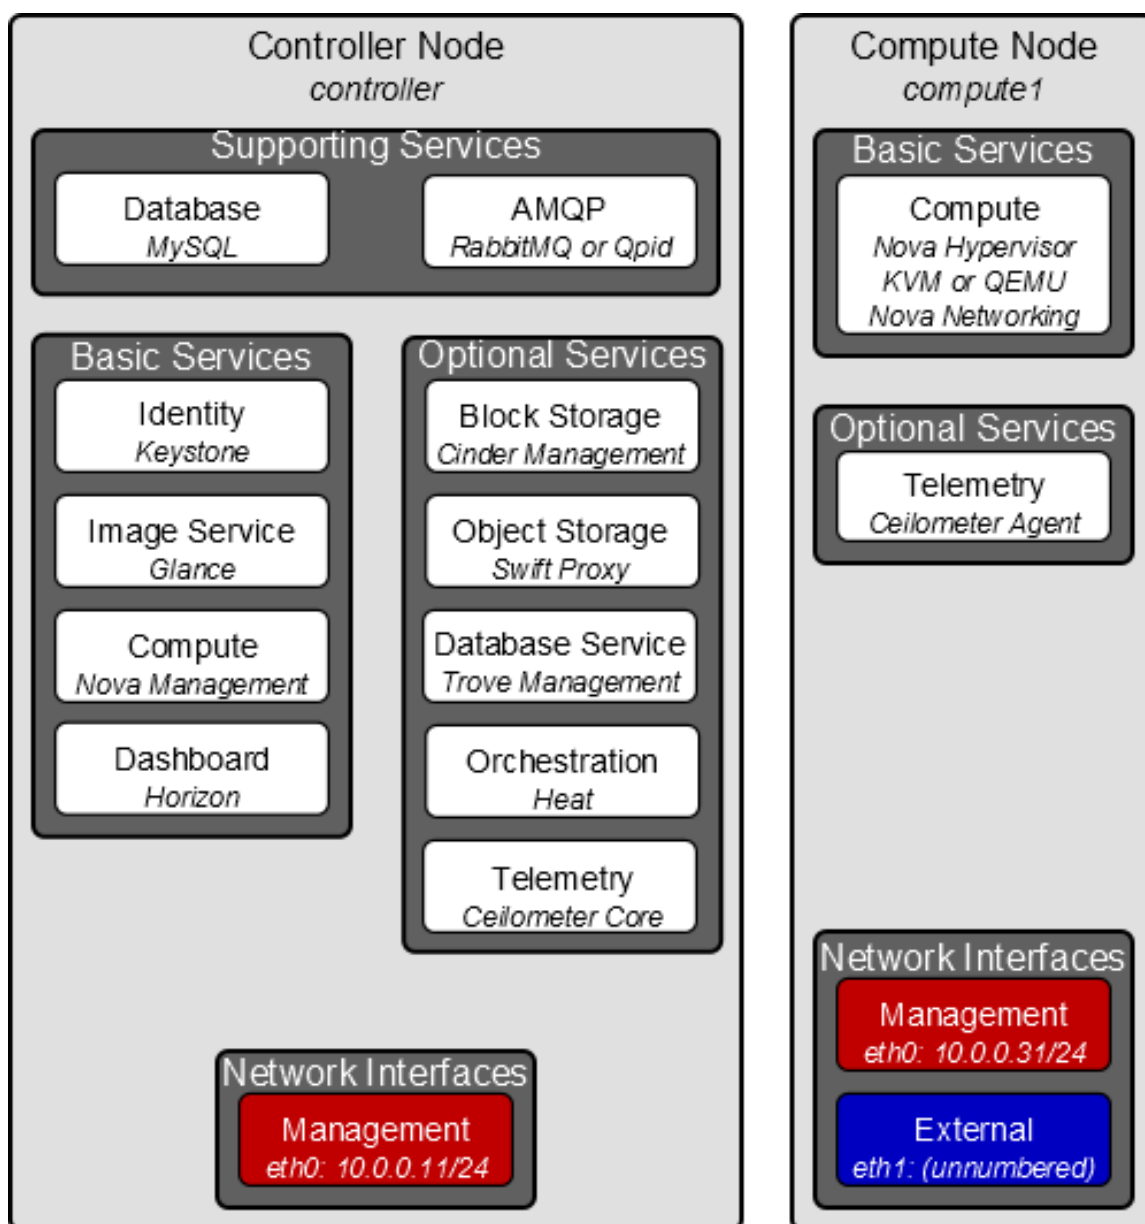 Controller Node
controller
Supporting Services
Database
MySQL
AMQP
RabbitMQ or Qpid
Basic Services
Identity
Keystone
Image Service
Glance
Compute
Nova Management
Dashboard
Horizon
Optional Services
Block Storage
Cinder Management
Object Storage
Swift Proxy
Database Service
Trove Management
Orchestration
Heat
Telemetry
Ceilometer Core
Network Interfaces
Management
eth0: 10.0.0.11/24
Compute Node
compute1
Basic Services
Compute
Nova Hypervisor
KVM or QEMU
Nova Networking
Optional Services
Telemetry
Ceilometer Agent
Network Interfaces
Management
eth0: 10.0.0.31/24
External
eth1: (unnumbered)